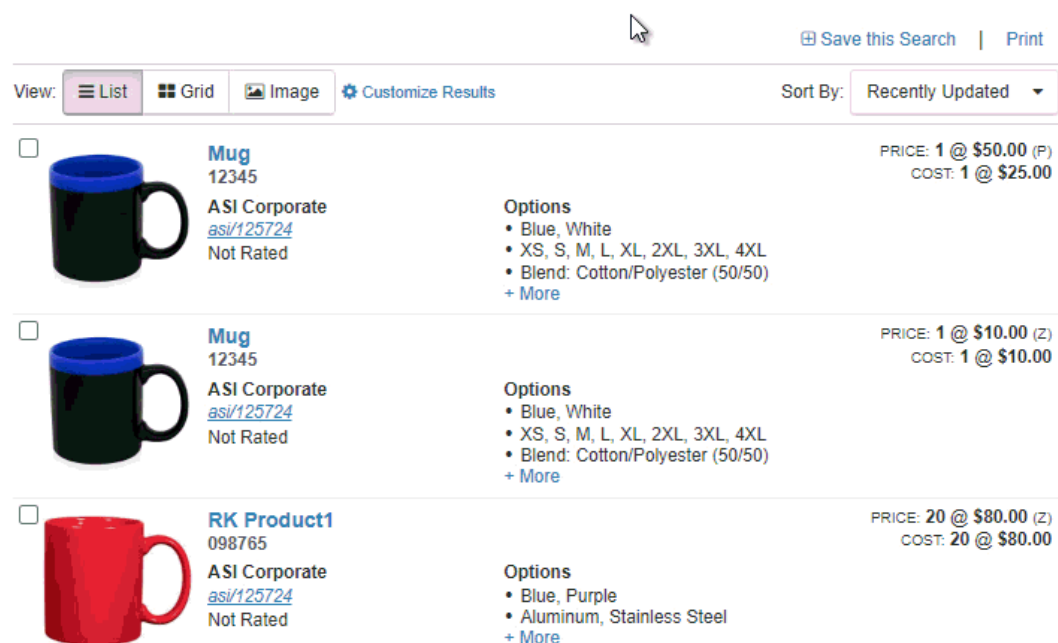 Save this Search | Print
View: List Grid Image Customize Results Sort By: Recently Updated
Mug
12345
ASI Corporate
asi/125724
Not Rated
Options
• Blue, White
• XS, S, M, L, XL, 2XL, 3XL, 4XL
• Blend: Cotton/Polyester (50/50)
+ More
PRICE: 1 @ $50.00 (P)
COST: 1 @ $25.00
Mug
12345
ASI Corporate
asi/125724
Not Rated
Options
• Blue, White
• XS, S, M, L, XL, 2XL, 3XL, 4XL
• Blend: Cotton/Polyester (50/50)
+ More
PRICE: 1 @ $10.00 (Z)
COST: 1 @ $10.00
RK Product1
098765
ASI Corporate
asi/125724
Not Rated
Options
• Blue, Purple
• Aluminum, Stainless Steel
+ More
PRICE: 20 @ $80.00 (Z)
COST: 20 @ $80.00